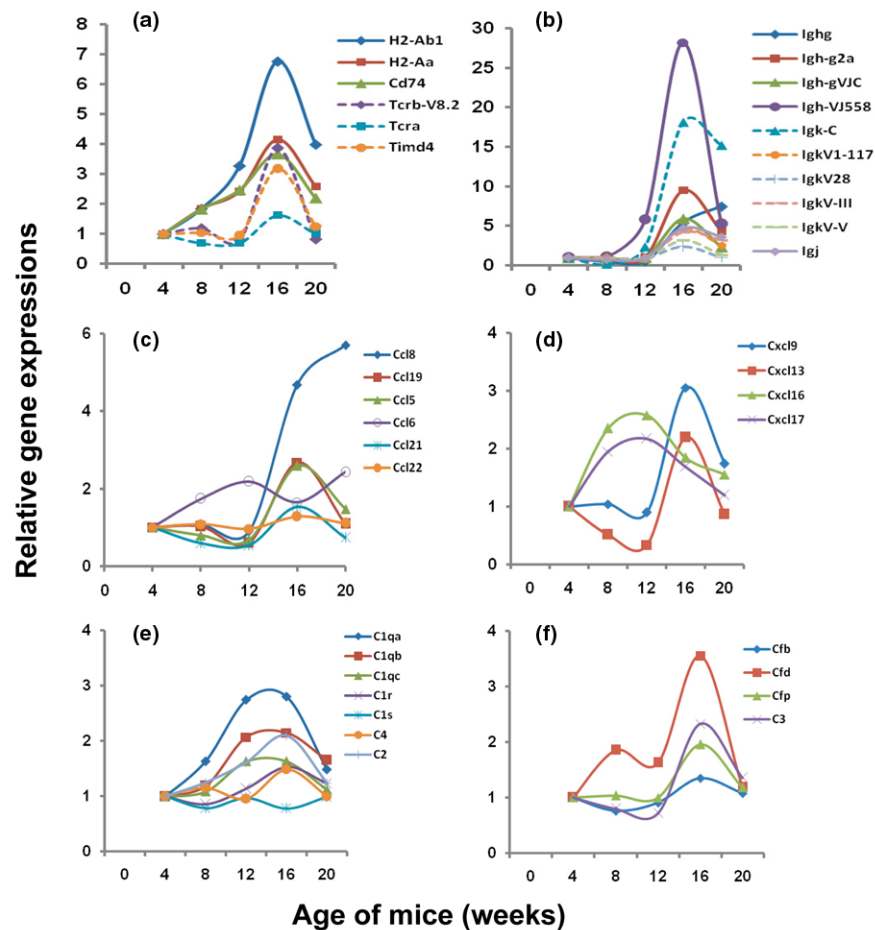 Relative gene expressions
(a)
8
7
6
5
4
3
2
1
0
0 4 8 12 16 20
H2-Ab1
H2-Aa
Cd74
Tcrb-V8.2
Tcra
Timd4
(b)
30
25
20
15
10
5
0
0 4 8 12 16 20
Ighg
Igh-g2a
Igh-gVJC
Igh-VJ558
Igk-C
IgkV1-117
IgkV28
IgkV-III
IgkV-V
Igj
(c)
6
4
2
0
0 4 8 12 16 20
Ccl8
Ccl19
Ccl5
Ccl6
Ccl21
Ccl22
(d)
4
3
2
1
0
0 4 8 12 16 20
Cxcl9
Cxcl13
Cxcl16
Cxcl17
(e)
4
3
2
1
0
0 4 8 12 16 20
C1qa
C1qb
C1qc
C1r
C1s
C4
C2
(f)
4
3
2
1
0
0 4 8 12 16 20
Cfb
Cfd
Cfp
C3
Age of mice (weeks)